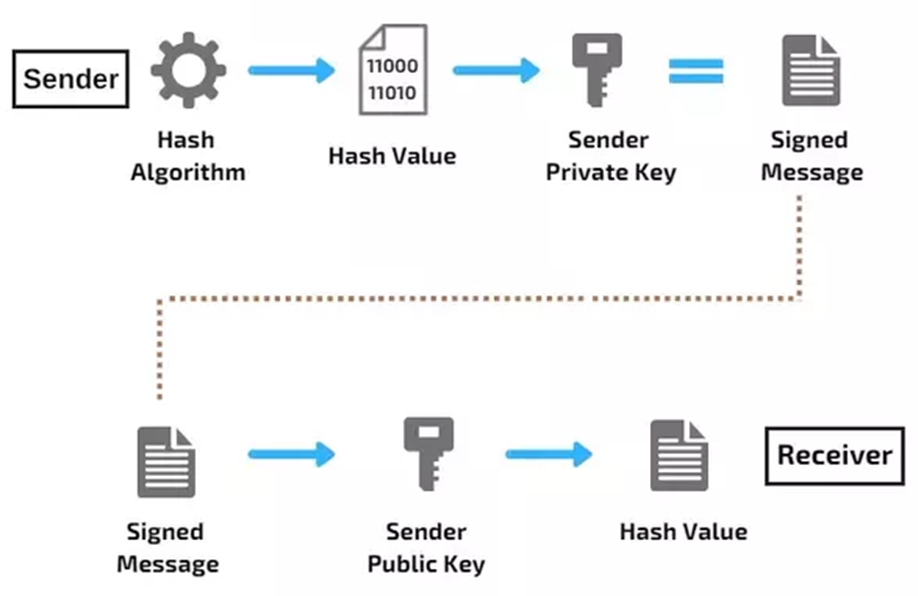 Sender
Hash
Algorithm
11000
11010
Hash Value
Sender
Private Key
Signed
Message
Signed
Message
Sender
Public Key
Hash Value
Receiver